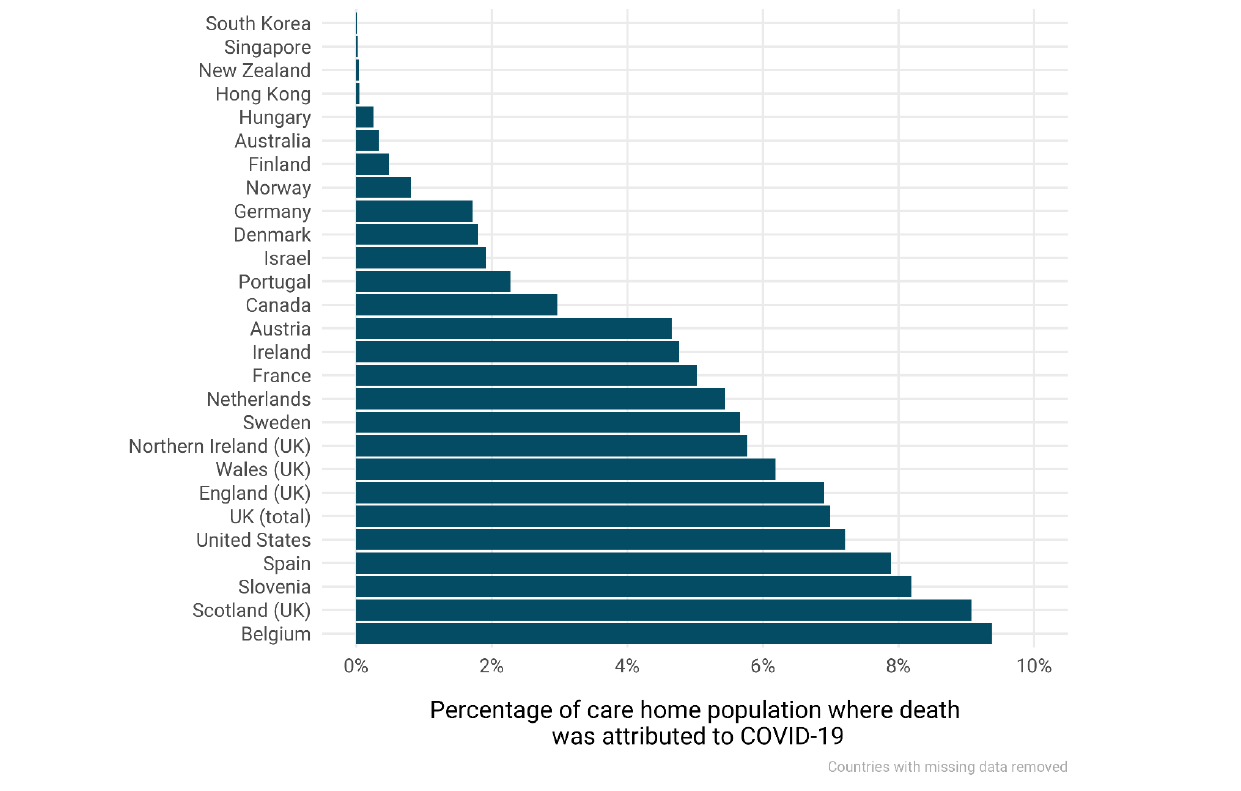 South Korea
Singapore
New Zealand
Hong Kong
Hungary
Australia
Finland
Norway
Germany
Denmark
Israel
Portugal
Canada
Austria
Ireland
France
Netherlands
Sweden
Northern Ireland (UK)
Wales (UK)
England (UK)
UK (total)
United States
Spain
Slovenia
Scotland (UK)
Belgium
0% 2% 4% 6% 8% 10%
Percentage of care home population where death
was attributed to COVID-19
Countries with missing data removed